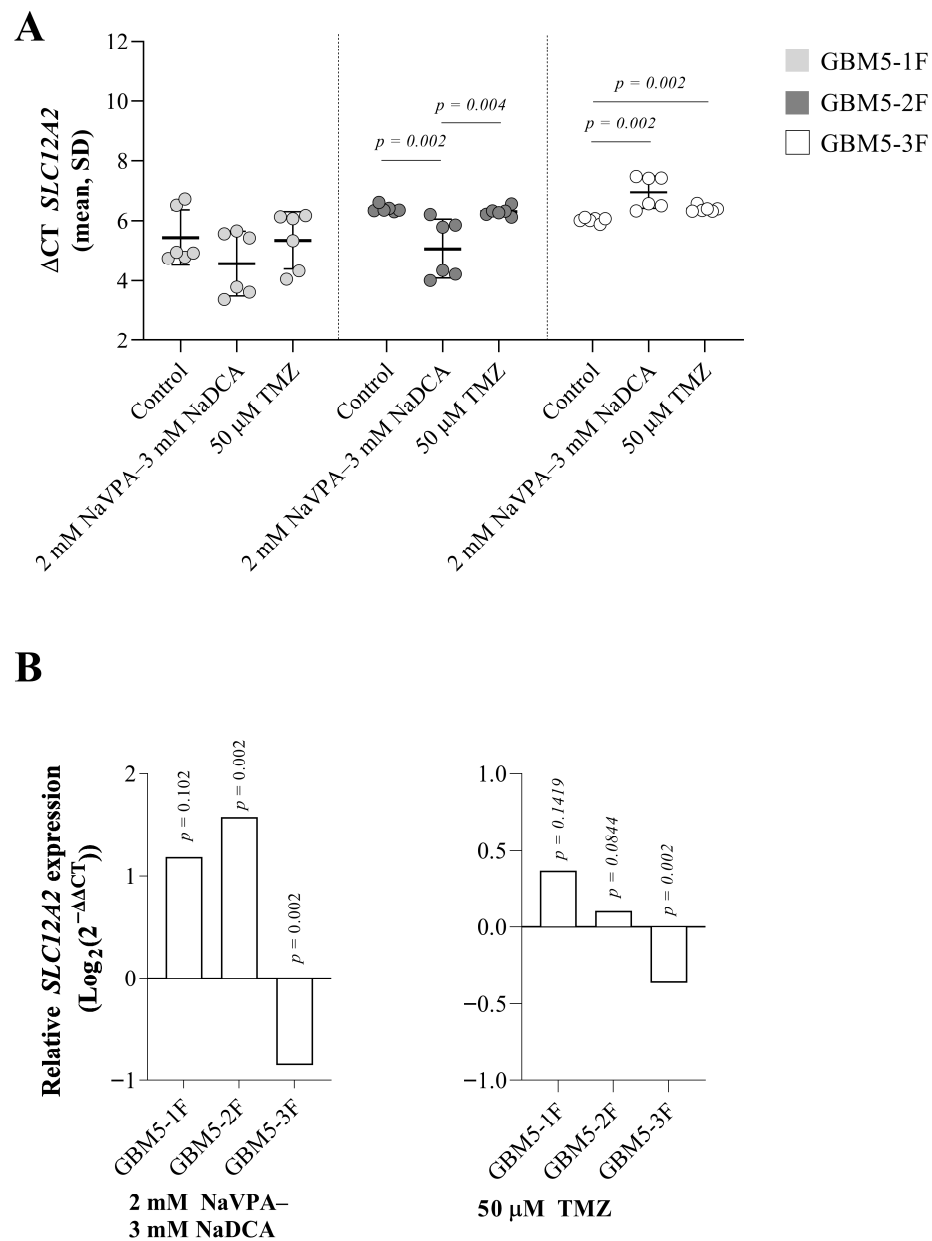 A
ΔCT SLC12A2
(mean, SD)
12
10
8
6
4
2
p = 0.002
p = 0.004
p = 0.002
p = 0.002
GBM5-1F
GBM5-2F
GBM5-3F
Control
2 mM NaVPA–3 mM NaDCA
50 μM TMZ
Control
2 mM NaVPA–3 mM NaDCA
50 μM TMZ
Control
2 mM NaVPA–3 mM NaDCA
50 μM TMZ
B
Relative SLC12A2 expression
(Log₂(2⁻ΔΔCT))
2
1
0
−1
p = 0.102
p = 0.002
p = 0.002
GBM5-1F
GBM5-2F
GBM5-3F
2 mM NaVPA–
3 mM NaDCA
1.0
0.5
0.0
−0.5
−1.0
p = 0.1419
p = 0.0844
p = 0.002
GBM5-1F
GBM5-2F
GBM5-3F
50 μM TMZ